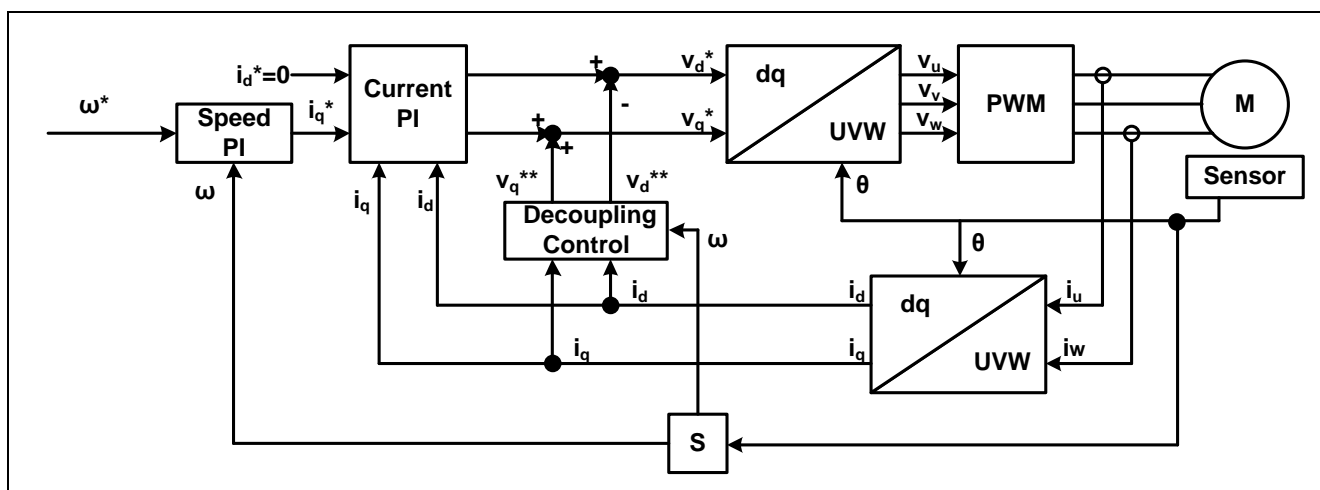 i_d*=0
ω*
Speed
PI
i_q*
ω
Current
PI
i_q
i_d
+
-
+
+
v_q**
v_d**
Decoupling
Control
ω
v_d*
v_q*
dq
UVW
θ
v_u
v_v
v_w
PWM
M
Sensor
θ
i_d
i_d
i_q
i_q
dq
UVW
i_u
iw
S